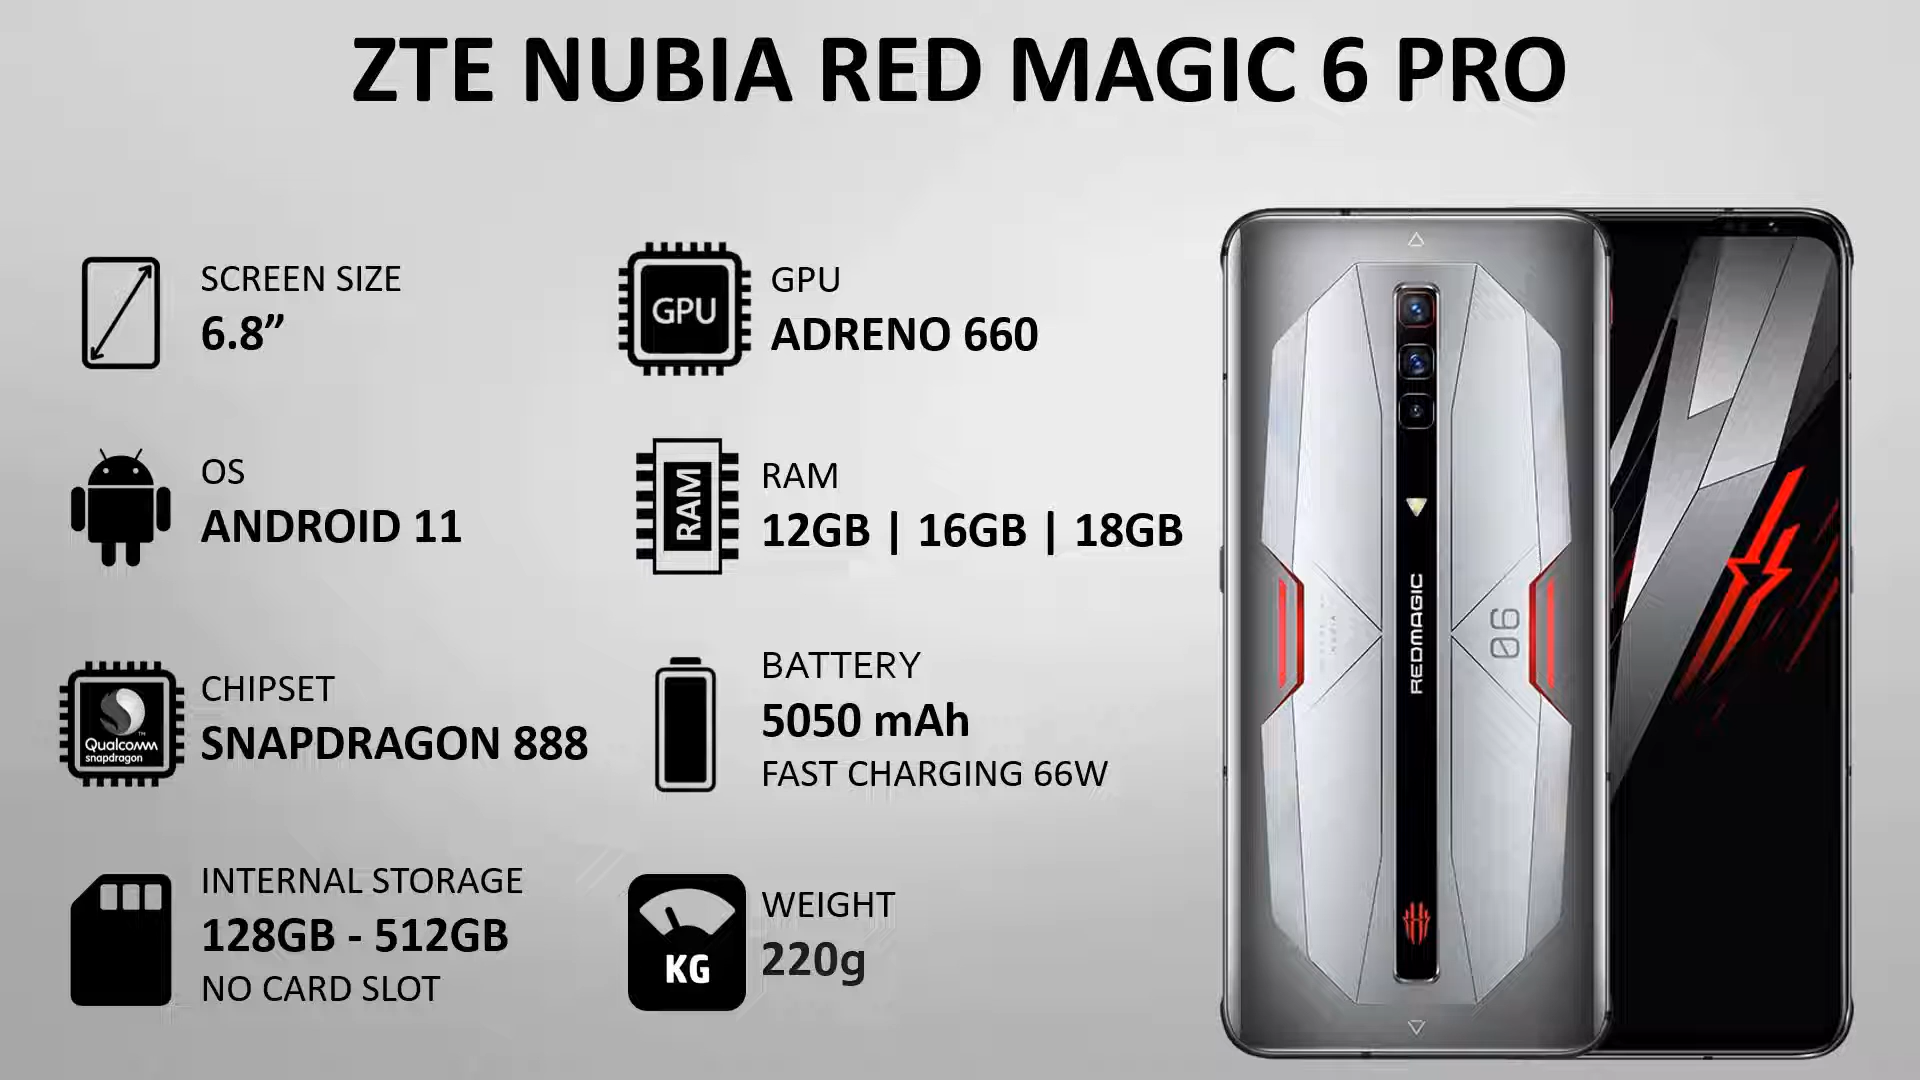 ZTE NUBIA RED MAGIC 6 PRO
SCREEN SIZE
6.8”
OS
ANDROID 11
Qualcomm
TM
snapdragon
CHIPSET
SNAPDRAGON 888
INTERNAL STORAGE
128GB - 512GB
NO CARD SLOT
GPU
GPU
ADRENO 660
RAM
RAM
12GB | 16GB | 18GB
BATTERY
5050 mAh
FAST CHARGING 66W
KG
WEIGHT
220g
REDMAGIC
06